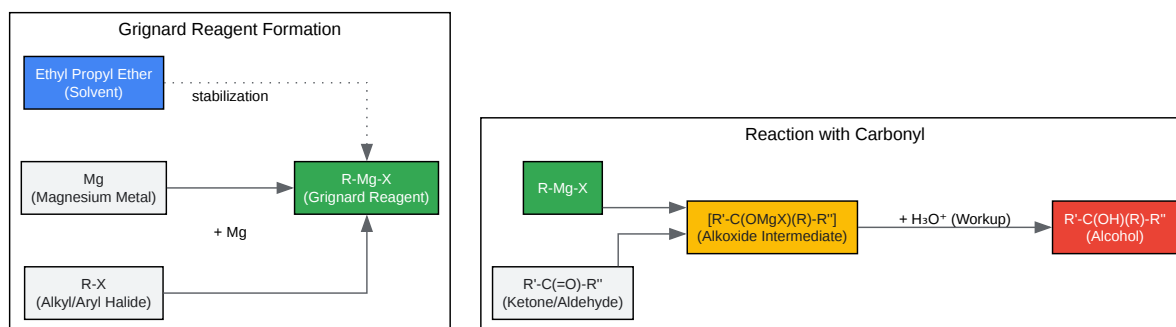 Grignard Reagent Formation
Ethyl Propyl Ether
(Solvent)
stabilization
Mg
(Magnesium Metal)
R-Mg-X
(Grignard Reagent)
+ Mg
R-X
(Alkyl/Aryl Halide)
Reaction with Carbonyl
R-Mg-X
[R'-C(OMgX)(R)-R'']
(Alkoxide Intermediate)
+ H₃O⁺ (Workup)
R'-C(OH)(R)-R''
(Alcohol)
R'-C(=O)-R''
(Ketone/Aldehyde)